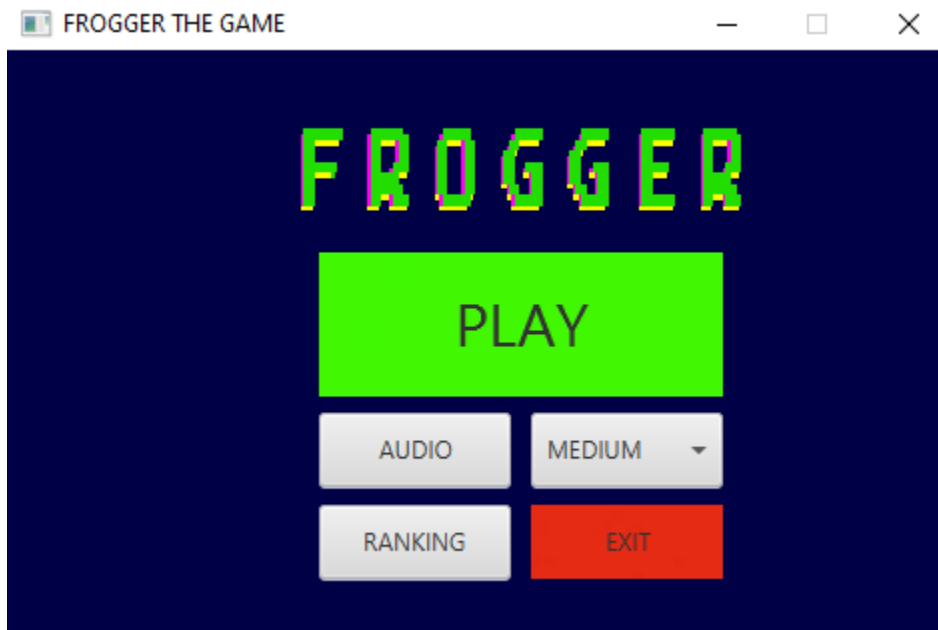 FROGGER THE GAME
FROGGER
PLAY
AUDIO MEDIUM
RANKING EXIT